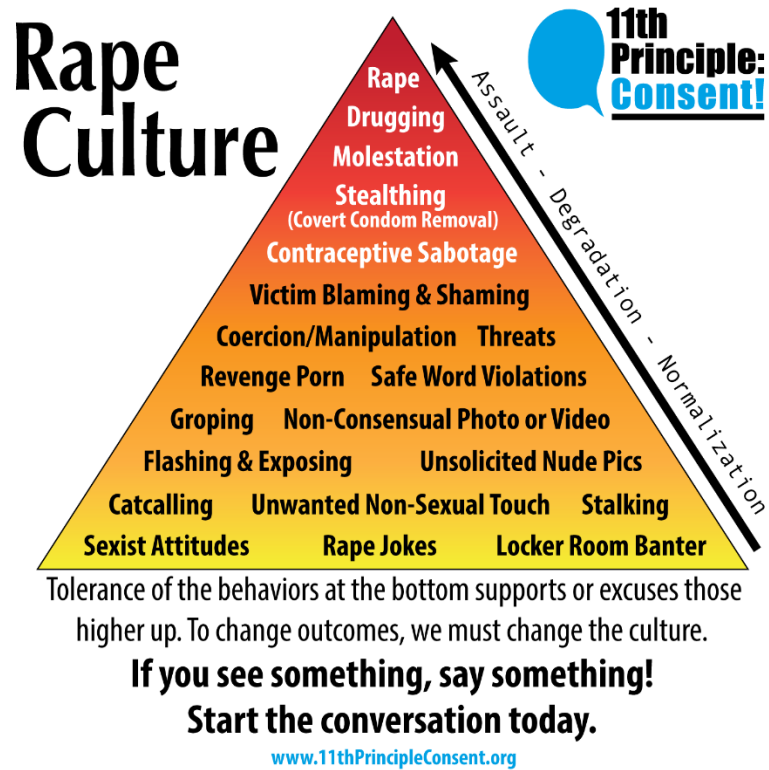 Rape
Culture
11th
Principle:
Consent!
Rape
Drugging
Molestation
Stealthing
(Covert Condom Removal)
Contraceptive Sabotage
Victim Blaming & Shaming
Coercion/Manipulation Threats
Revenge Porn Safe Word Violations
Groping Non-Consensual Photo or Video
Flashing & Exposing Unsolicited Nude Pics
Catcalling Unwanted Non-Sexual Touch Stalking
Sexist Attitudes Rape Jokes Locker Room Banter
Assault - Degradation - Normalization
Tolerance of the behaviors at the bottom supports or excuses those
higher up. To change outcomes, we must change the culture.
If you see something, say something!
Start the conversation today.
www.11thPrincipleConsent.org